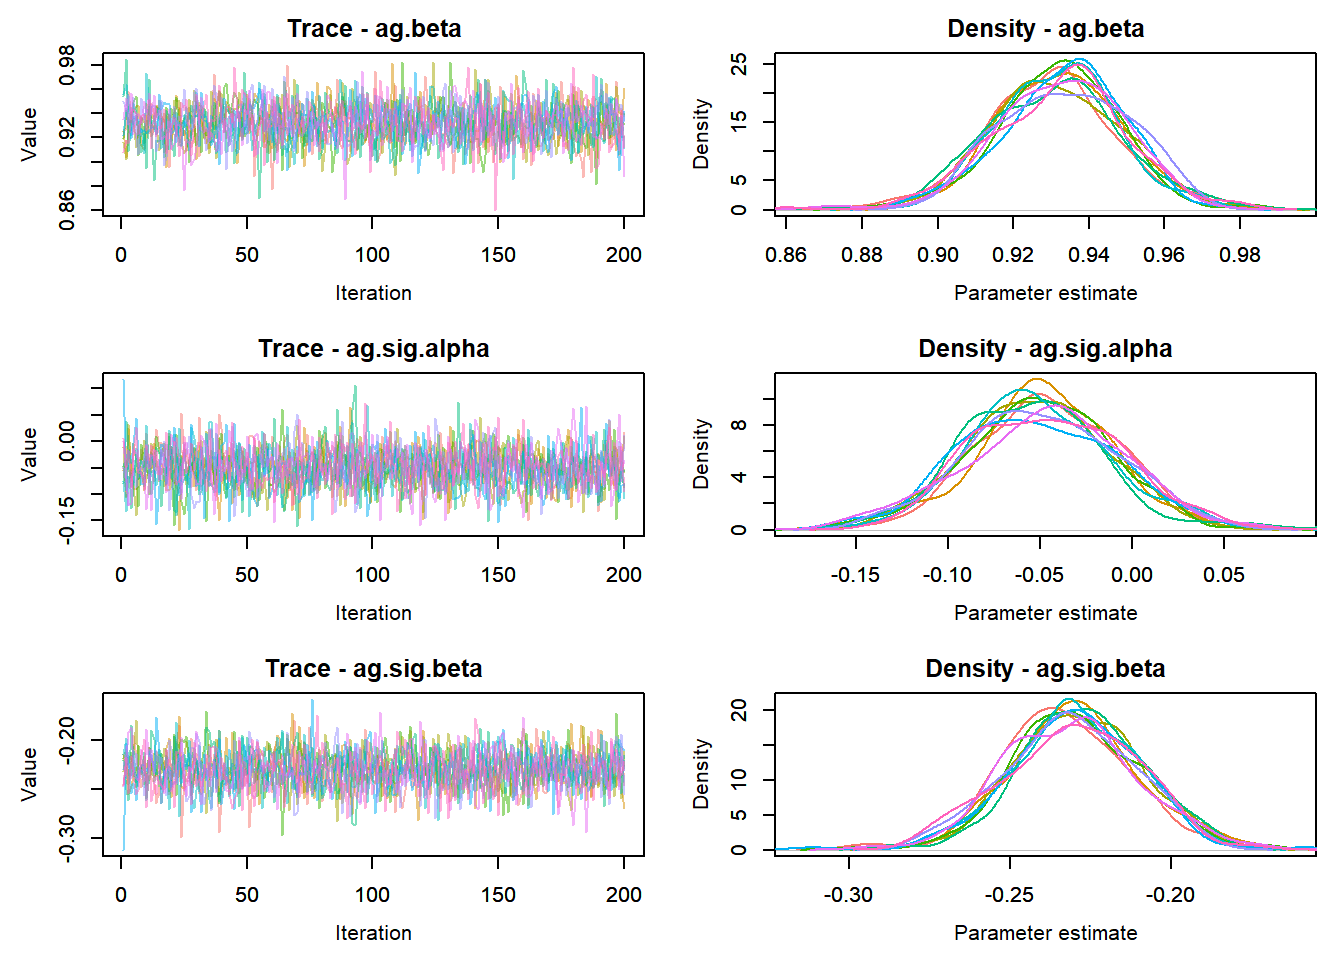 Trace - ag.beta
Value
0.98
0.92
0.86
0 50 100 150 200
Iteration
Density - ag.beta
Density
25
15
5
0
0.86 0.88 0.90 0.92 0.94 0.96 0.98
Parameter estimate
Trace - ag.sig.alpha
Value
0.00
-0.15
0 50 100 150 200
Iteration
Density - ag.sig.alpha
Density
8
4
0
-0.15 -0.10 -0.05 0.00 0.05
Parameter estimate
Trace - ag.sig.beta
Value
-0.20
-0.30
0 50 100 150 200
Iteration
Density - ag.sig.beta
Density
20
10
5
0
-0.30 -0.25 -0.20
Parameter estimate